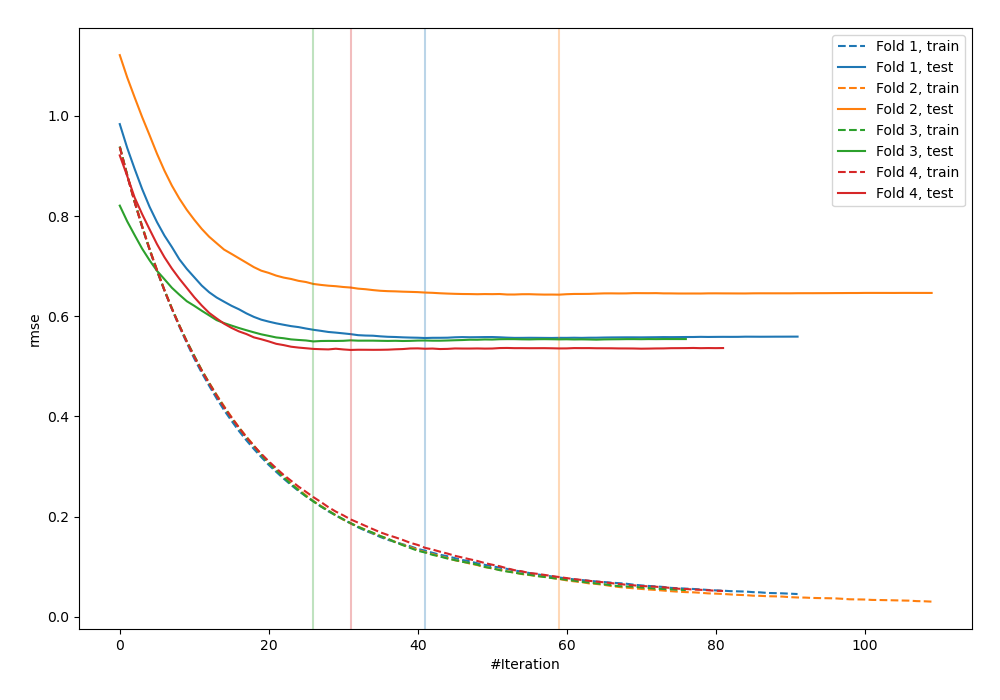 Fold 1, train
Fold 1, test
Fold 2, train
Fold 2, test
Fold 3, train
Fold 3, test
Fold 4, train
Fold 4, test
1.0
0.8
0.6
0.4
0.2
0.0
rmse
0 20 40 60 80 100
#Iteration